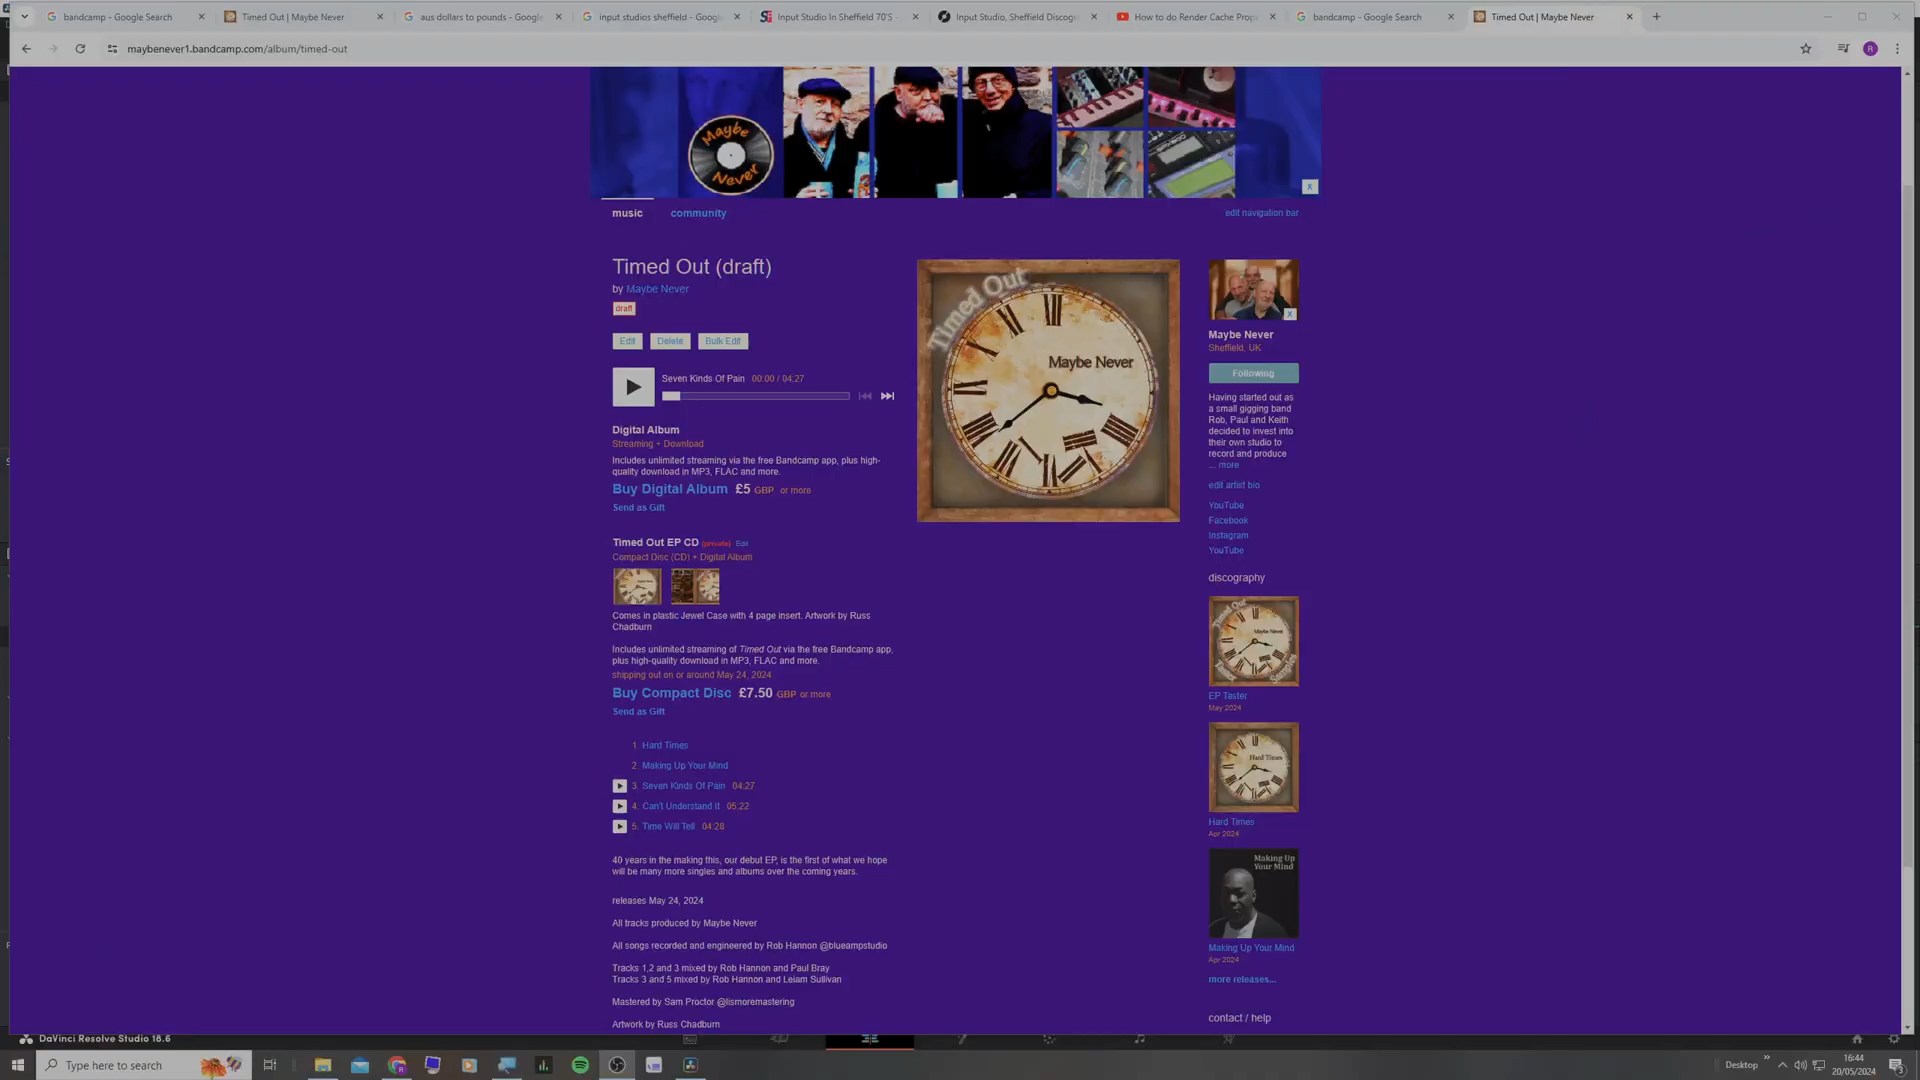 bandcamp - Google Search
Timed Out | Maybe Never
aus dollars to pounds - Google
input studios sheffield - Goog
Input Studio In Sheffield 70'S -
Input Studio, Sheffield Discogr
How to do Render Cache Prop
bandcamp - Google Search
Timed Out | Maybe Never
maybenever1.bandcamp.com/album/timed-out
R
Maybe
Never
X
music
community
edit navigation bar
Timed Out (draft)
by Maybe Never
draft
Edit
Delete
Bulk Edit
Seven Kinds Of Pain 00:00 / 04:27
Digital Album
Streaming + Download
Includes unlimited streaming via the free Bandcamp app, plus high-
quality download in MP3, FLAC and more.
Buy Digital Album £5 GBP or more
Send as Gift
Timed Out EP CD (private) Edit
Compact Disc (CD) + Digital Album
Comes in plastic Jewel Case with 4 page insert. Artwork by Russ
Chadburn
Includes unlimited streaming of Timed Out via the free Bandcamp app,
plus high-quality download in MP3, FLAC and more.
shipping out on or around May 24, 2024
Buy Compact Disc £7.50 GBP or more
Send as Gift
1. Hard Times
2. Making Up Your Mind
3. Seven Kinds Of Pain 04:27
4. Can't Understand It 05:22
5. Time Will Tell 04:28
40 years in the making this, our debut EP, is the first of what we hope
will be many more singles and albums over the coming years.
releases May 24, 2024
All tracks produced by Maybe Never
All songs recorded and engineered by Rob Hannon @blueampstudio
Tracks 1,2 and 3 mixed by Rob Hannon and Paul Bray
Tracks 3 and 5 mixed by Rob Hannon and Leiam Sullivan
Mastered by Sam Proctor @lismoremastering
Artwork by Russ Chadburn
Timed Out
Maybe Never
X
Maybe Never
Sheffield, UK
Following
Having started out as
a small gigging band
Rob, Paul and Keith
decided to invest into
their own studio to
record and produce
... more
edit artist bio
YouTube
Facebook
Instagram
YouTube
discography
Timed Out
Maybe Never
Samples
EP Taster
May 2024
Hard Times
Hard Times
Apr 2024
Making Up
Your Mind
Making Up Your Mind
Apr 2024
more releases...
contact / help
DaVinci Resolve Studio 18.6
Type here to search
Desktop
16:44
20/05/2024